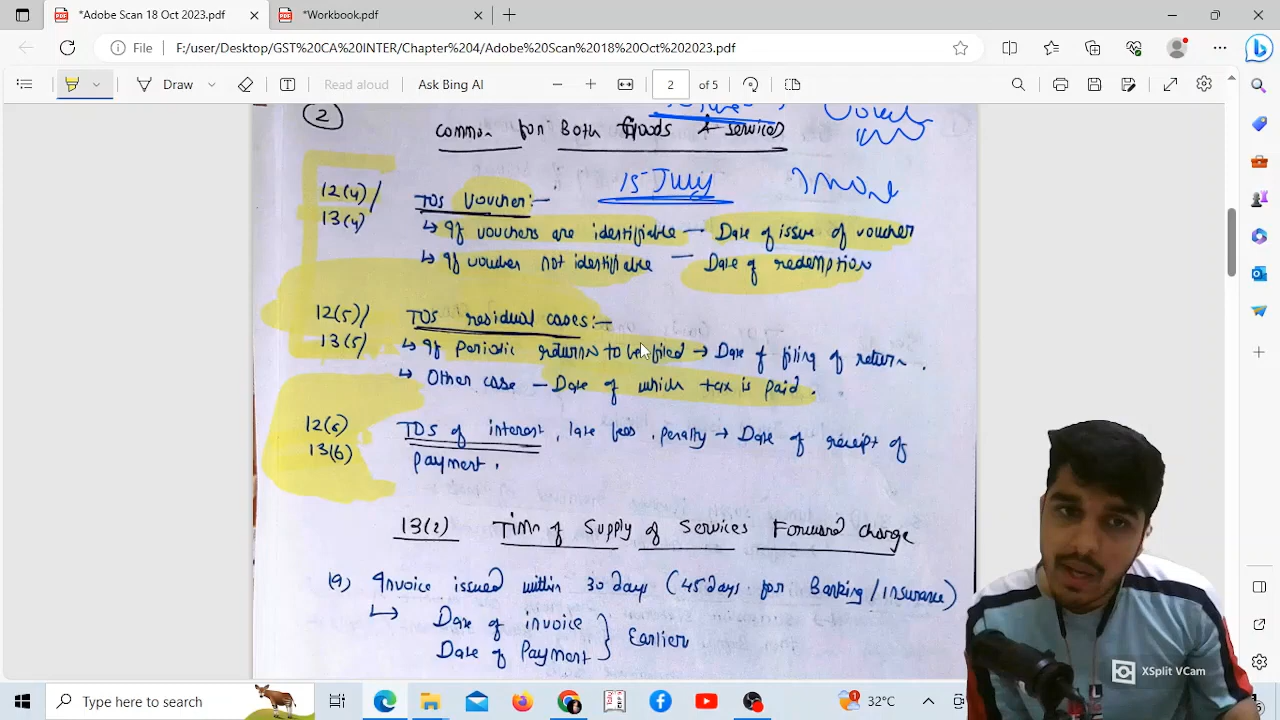 *Adobe Scan 18 Oct 2023.pdf
*Workbook.pdf
File
F:/user/Desktop/GST%20CA%20INTER/Chapter%204/Adobe%20Scan%2018%20Oct%202023.pdf
Draw
Read aloud
Ask Bing AI
2
of 5
2
Common for Both Goods & Services
15 July
12(4)/
13(4)
TOS Voucher:-
↳ If vouchers are identifiable — Date of issue of voucher
↳ If voucher not identifiable — Date of redemption
12(5)/
13(5)
TOS residual cases:-
↳ If periodic returns to be filed → Date of filing of return.
↳ Other case — Date of which tax is paid.
12(6)
13(6)
TOS of interest, late fees, penalty → Date of receipt of
payment.
13(2) Time of Supply of Services Forward Charge
(a) Invoice issued within 30 days (45 days for Banking/insurance)
↳ Date of invoice
Date of Payment } Earlier
XSplit VCam
Type here to search
32°C